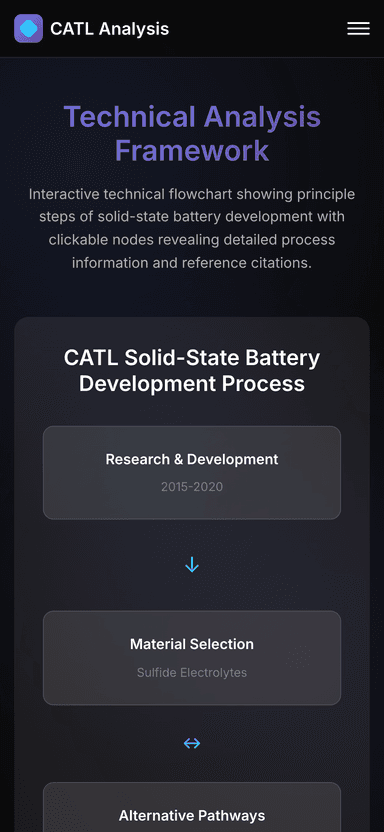 CATL Analysis
Technical Analysis
Framework
Interactive technical flowchart showing principle
steps of solid-state battery development with
clickable nodes revealing detailed process
information and reference citations.
CATL Solid-State Battery
Development Process
Research & Development
2015-2020
Material Selection
Sulfide Electrolytes
Alternative Pathways